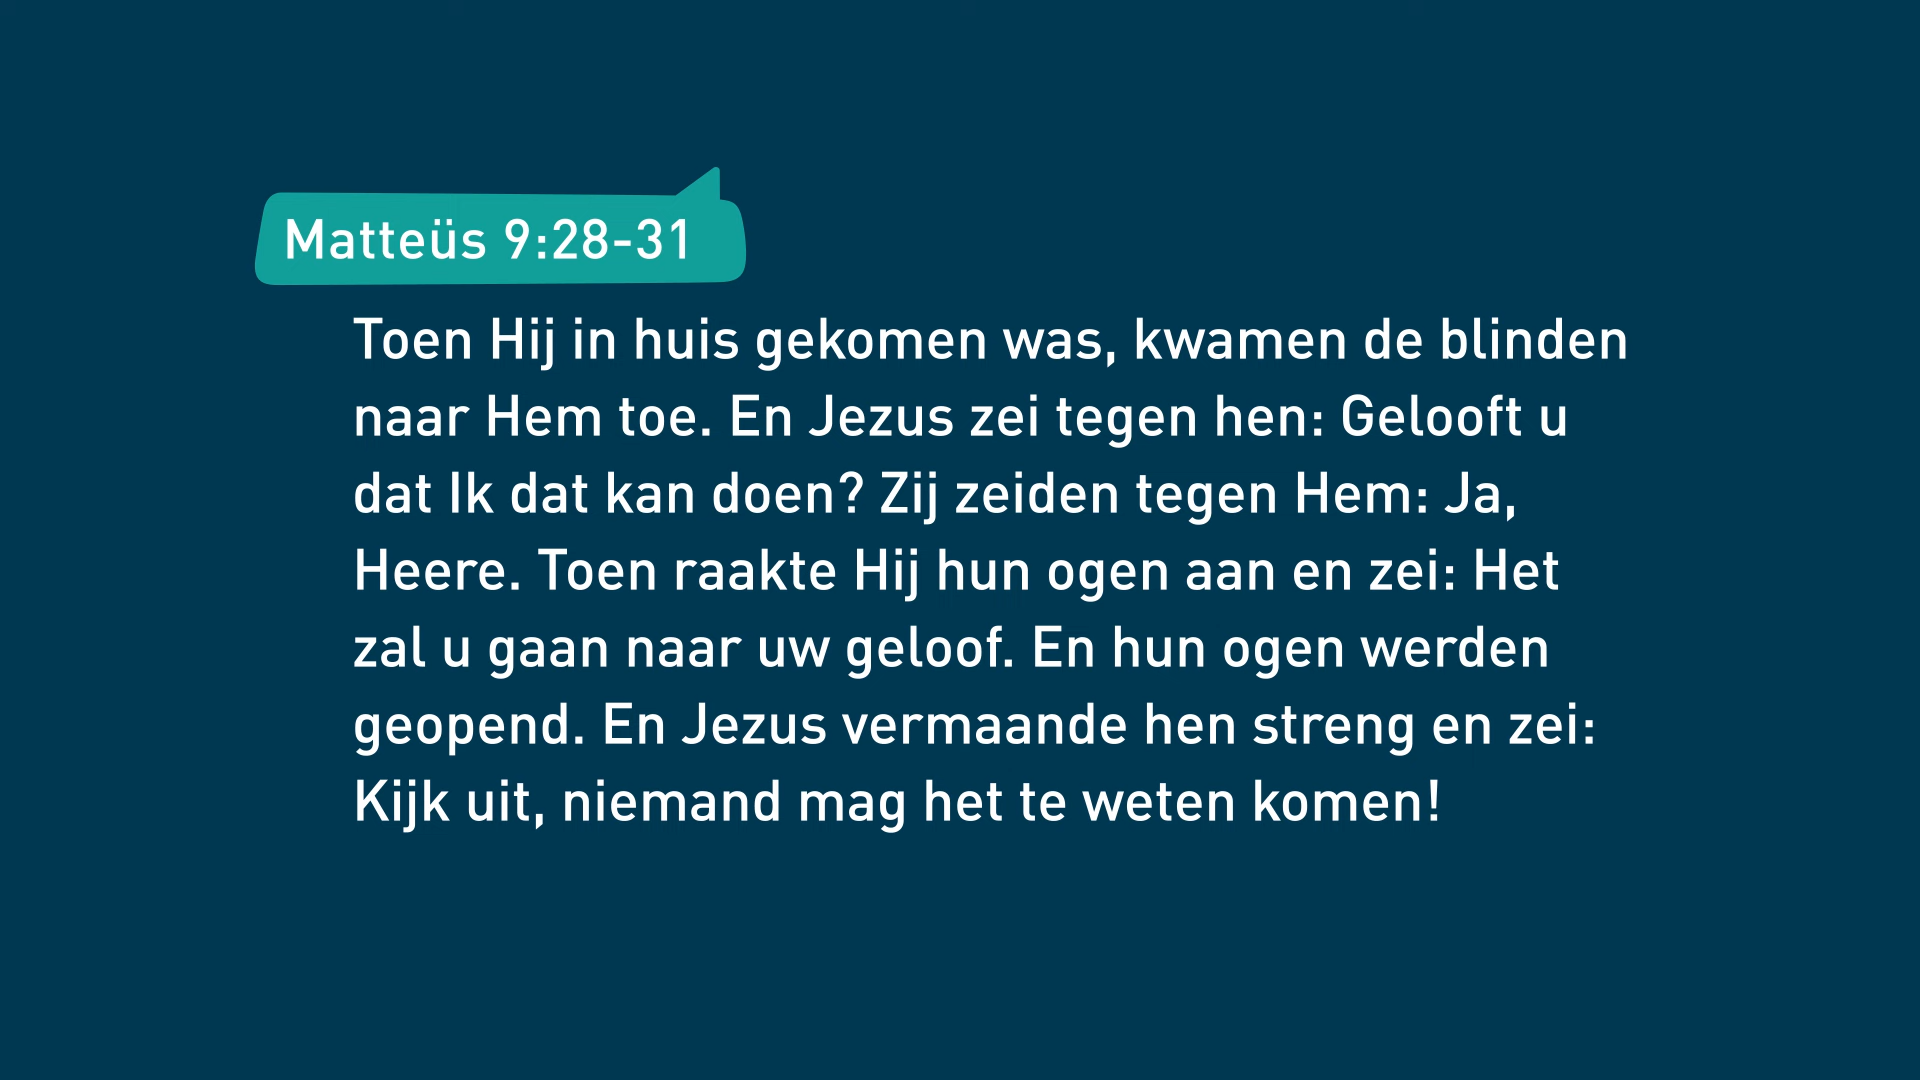 Matteüs 9:28-31
Toen Hij in huis gekomen was, kwamen de blinden
naar Hem toe. En Jezus zei tegen hen: Gelooft u
dat Ik dat kan doen? Zij zeiden tegen Hem: Ja,
Heere. Toen raakte Hij hun ogen aan en zei: Het
zal u gaan naar uw geloof. En hun ogen werden
geopend. En Jezus vermaande hen streng en zei:
Kijk uit, niemand mag het te weten komen!